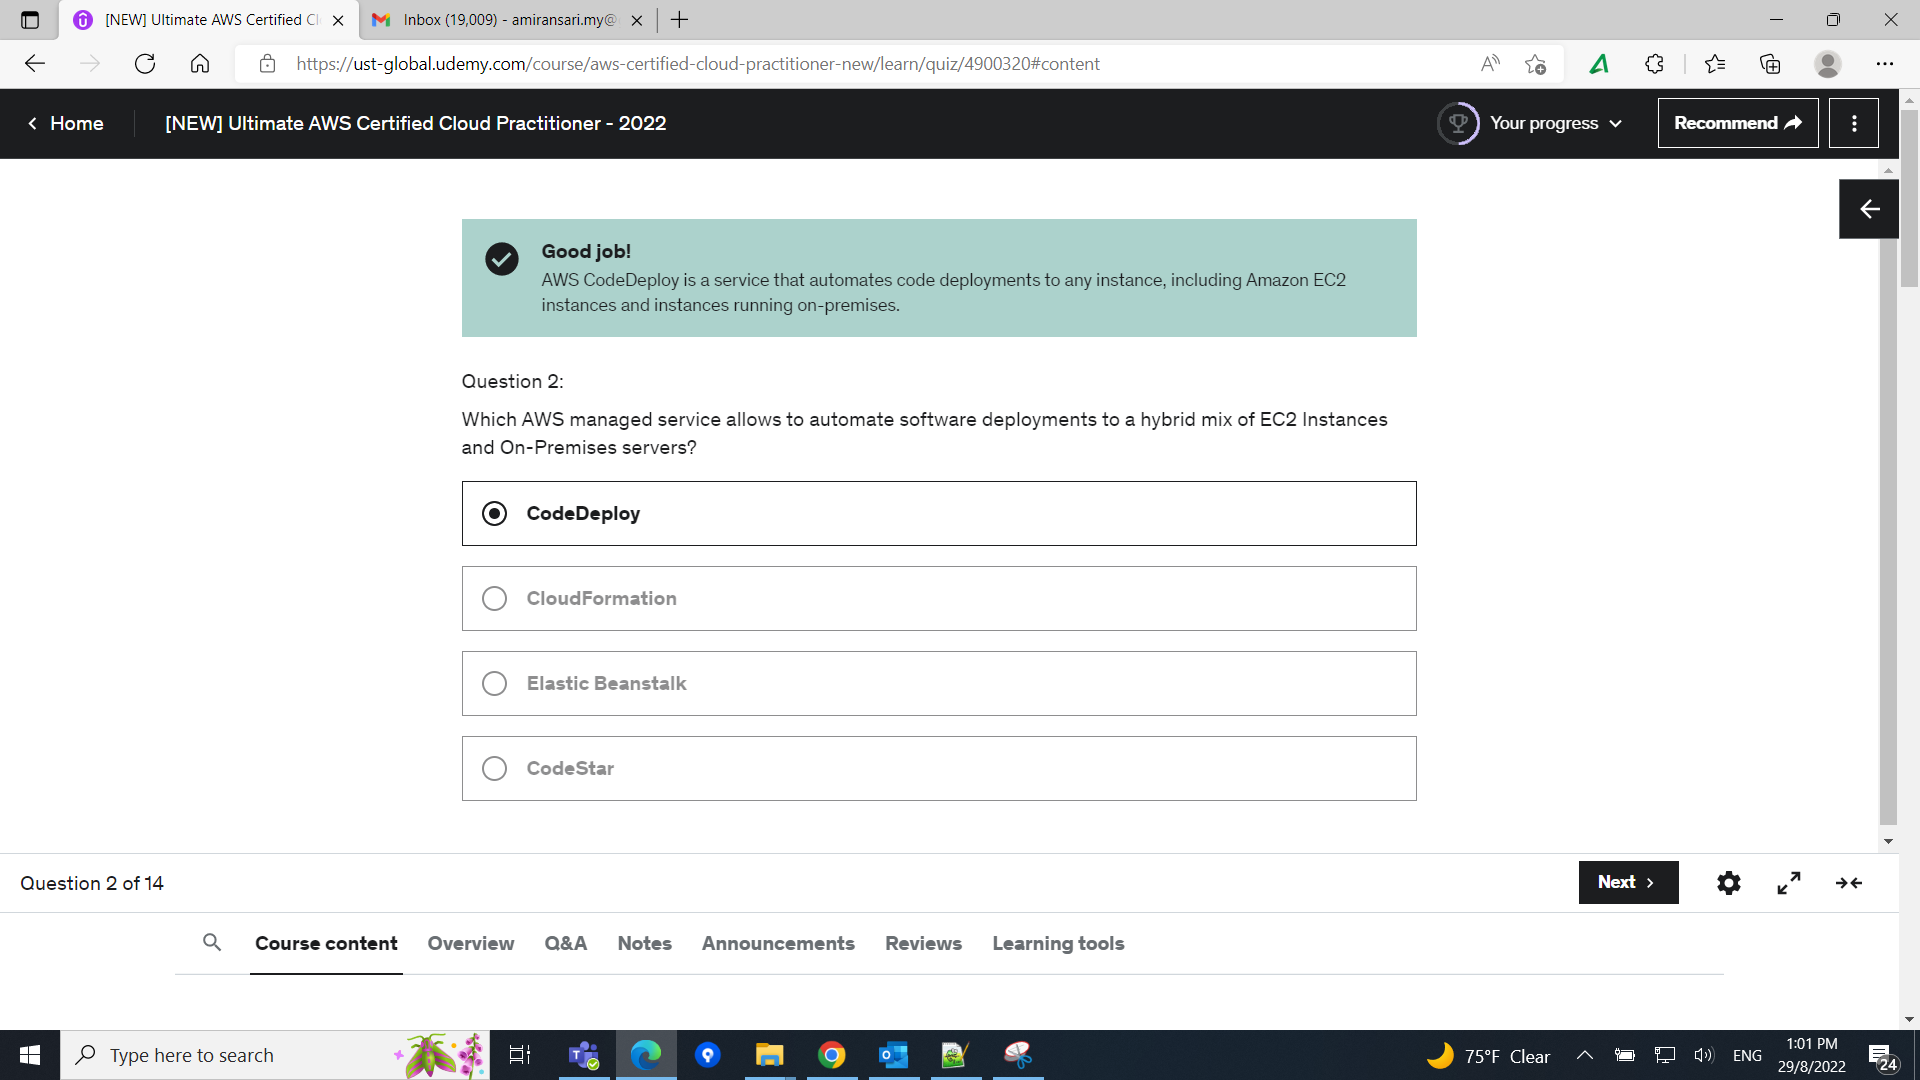 [NEW] Ultimate AWS Certified Cl
Inbox (19,009) - amiransari.my@
https://ust-global.udemy.com/course/aws-certified-cloud-practitioner-new/learn/quiz/4900320#content
Home
[NEW] Ultimate AWS Certified Cloud Practitioner - 2022
Your progress
Recommend
Good job!
AWS CodeDeploy is a service that automates code deployments to any instance, including Amazon EC2
instances and instances running on-premises.
Question 2:
Which AWS managed service allows to automate software deployments to a hybrid mix of EC2 Instances
and On-Premises servers?
CodeDeploy
CloudFormation
Elastic Beanstalk
CodeStar
Question 2 of 14
Next
Course content Overview Q&A Notes Announcements Reviews Learning tools
Type here to search
75°F Clear
ENG
1:01 PM
29/8/2022
24